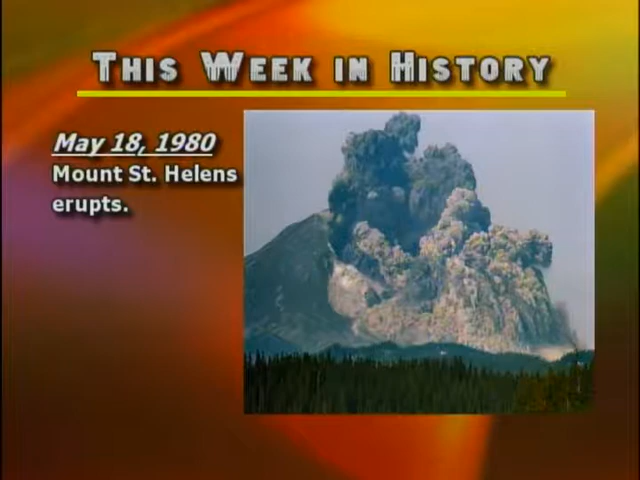 This Week in History
May 18, 1980
Mount St. Helens
erupts.